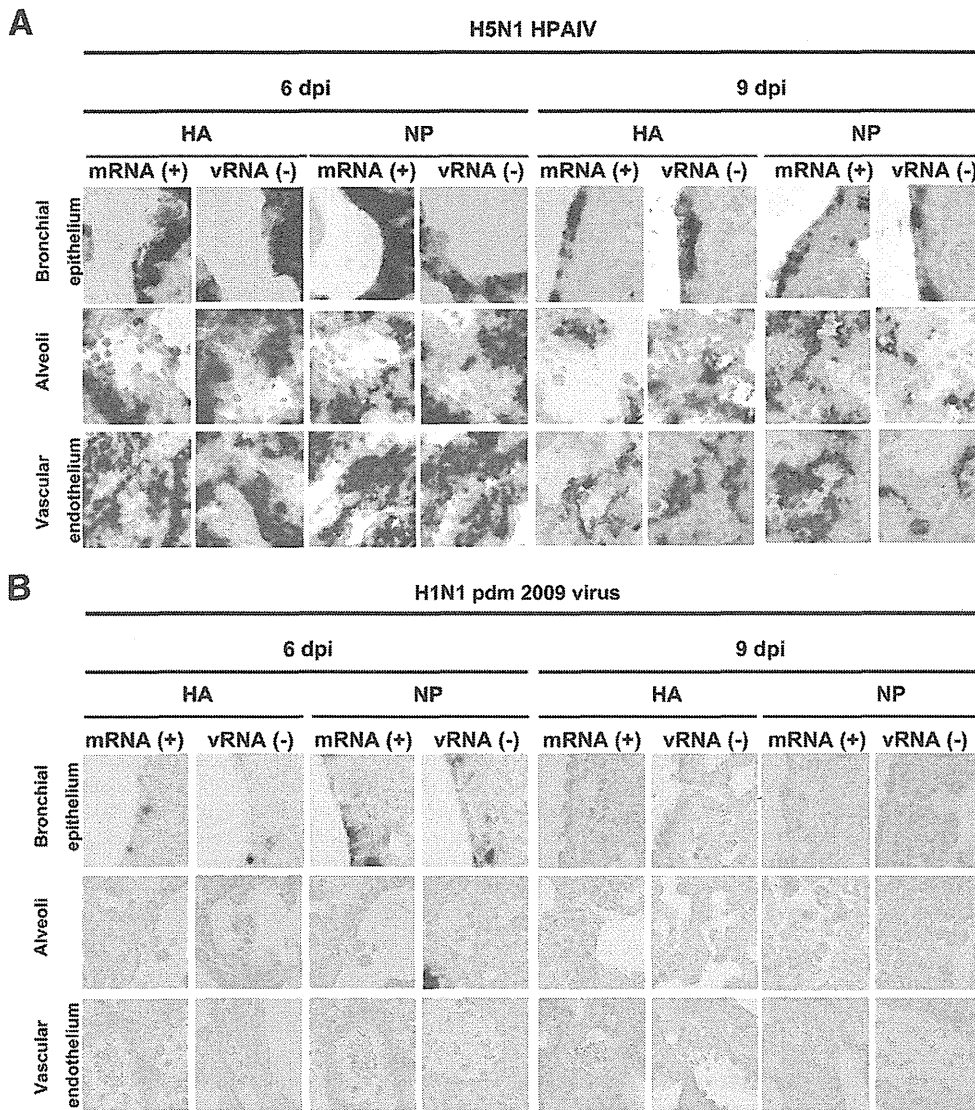 A
H5N1 HPAIV
6 dpi
9 dpi
HA
NP
HA
NP
mRNA (+)
vRNA (-)
mRNA (+)
vRNA (-)
mRNA (+)
vRNA (-)
mRNA (+)
vRNA (-)
Bronchial
epithelium
Alveoli
Vascular
endothelium
B
H1N1 pdm 2009 virus
6 dpi
9 dpi
HA
NP
HA
NP
mRNA (+)
vRNA (-)
mRNA (+)
vRNA (-)
mRNA (+)
vRNA (-)
mRNA (+)
vRNA (-)
Bronchial
epithelium
Alveoli
Vascular
endothelium